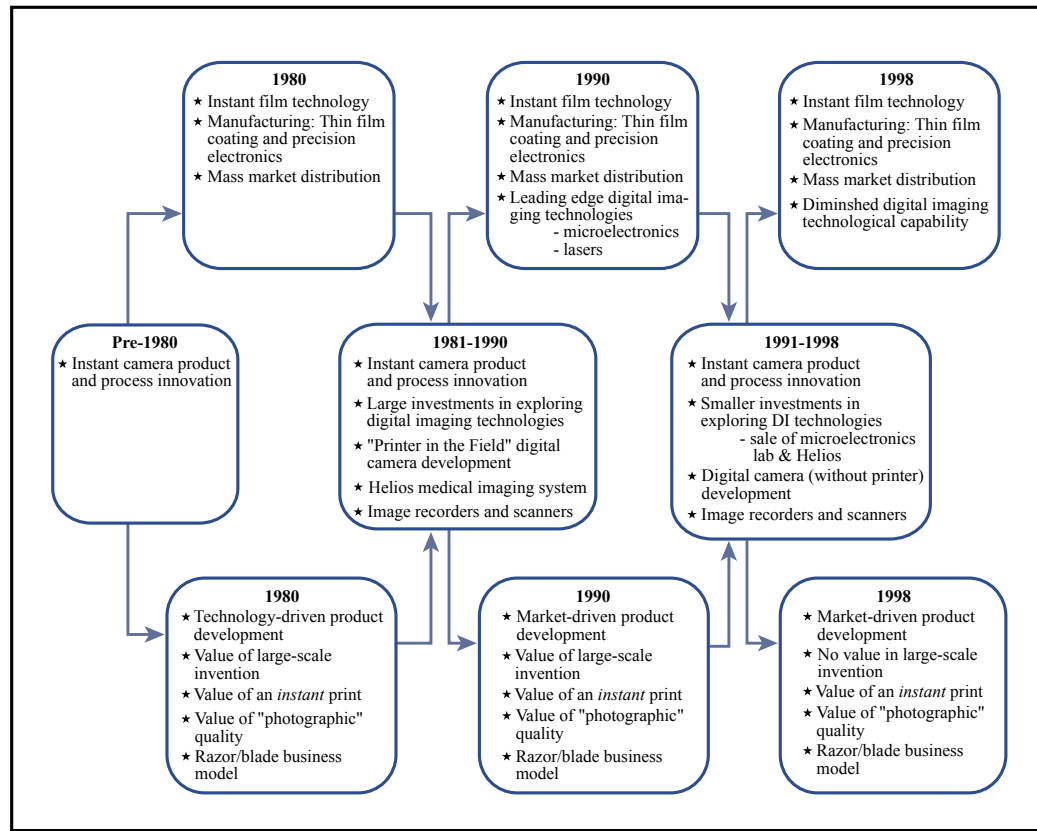 1980
★ Instant film technology
★ Manufacturing: Thin film
coating and precision
electronics
★ Mass market distribution
1990
★ Instant film technology
★ Manufacturing: Thin film
coating and precision
electronics
★ Mass market distribution
★ Leading edge digital ima-
ging technologies
- microelectronics
- lasers
1998
★ Instant film technology
★ Manufacturing: Thin film
coating and precision
electronics
★ Mass market distribution
★ Diminshed digital imaging
technological capability
Pre-1980
★ Instant camera product
and process innovation
1981-1990
★ Instant camera product
and process innovation
★ Large investments in exploring
digital imaging technologies
★ "Printer in the Field" digital
camera development
★ Helios medical imaging system
★ Image recorders and scanners
1991-1998
★ Instant camera product
and process innovation
★ Smaller investments in
exploring DI technologies
- sale of microelectronics
lab & Helios
★ Digital camera (without printer)
development
★ Image recorders and scanners
1980
★ Technology-driven product
development
★ Value of large-scale
invention
★ Value of an instant print
★ Value of "photographic"
quality
★ Razor/blade business
model
1990
★ Market-driven product
development
★ Value of large-scale
invention
★ Value of an instant print
★ Value of "photographic"
quality
★ Razor/blade business
model
1998
★ Market-driven product
development
★ No value in large-scale
invention
★ Value of an instant print
★ Value of "photographic"
quality
★ Razor/blade business
model